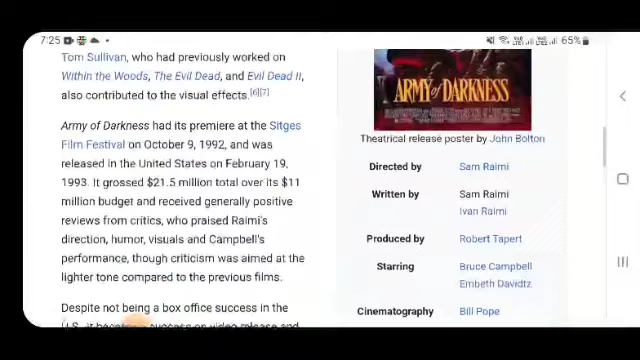 7:25
65%
Tom Sullivan, who had previously worked on
Within the Woods, The Evil Dead, and Evil Dead II,
also contributed to the visual effects.[6][7]
Army of Darkness had its premiere at the Sitges
Film Festival on October 9, 1992, and was
released in the United States on February 19,
1993. It grossed $21.5 million total over its $11
million budget and received generally positive
reviews from critics, who praised Raimi's
direction, humor, visuals and Campbell's
performance, though criticism was aimed at the
lighter tone compared to the previous films.
Despite not being a box office success in the
ARMY of DARKNESS
Theatrical release poster by John Bolton
Directed by Sam Raimi
Written by Sam Raimi
Ivan Raimi
Produced by Robert Tapert
Starring Bruce Campbell
Embeth Davidtz
Cinematography Bill Pope